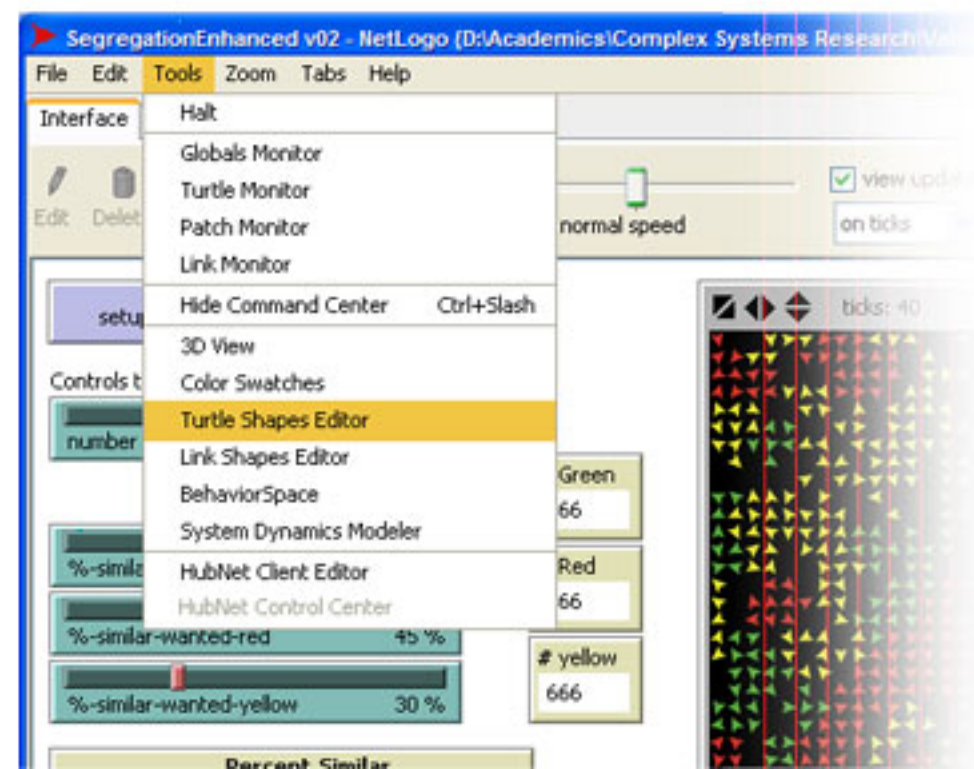 SegregationEnhanced v02 - NetLogo {D:\Academics\Complex Systems Research\
File Edit Tools Zoom Tabs Help
Interface
Halt
Globals Monitor
Turtle Monitor
Patch Monitor
Link Monitor
Hide Command Center Ctrl+Slash
3D View
Color Swatches
Turtle Shapes Editor
Link Shapes Editor
BehaviorSpace
System Dynamics Modeler
HubNet Client Editor
HubNet Control Center
Edit Delet
normal speed
view upd
on ticks
setu
ticks: 40
Controls t
number
Green
66
%-simila
Red
66
%-similar-wanted-red 45 %
# yellow
666
%-similar-wanted-yellow 30 %
Percent Similar